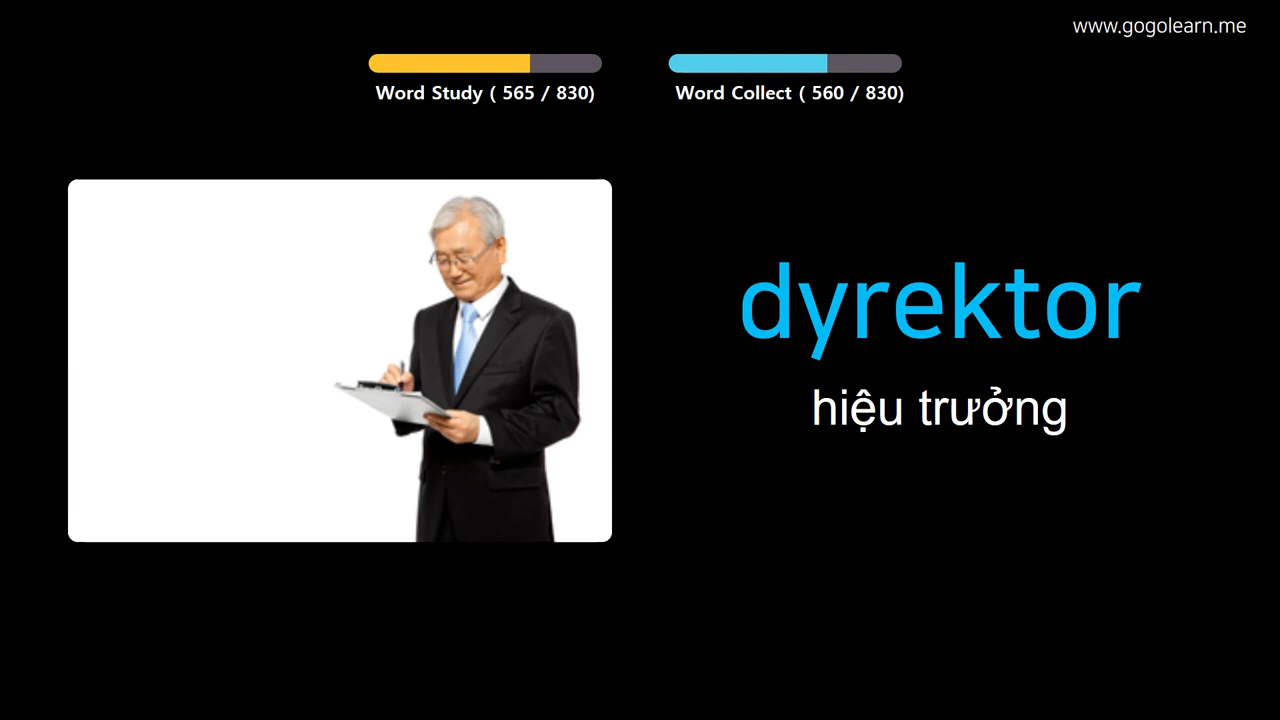 www.gogolearn.me
Word Study ( 565 / 830)
Word Collect ( 560 / 830)
dyrektor
hiệu trưởng